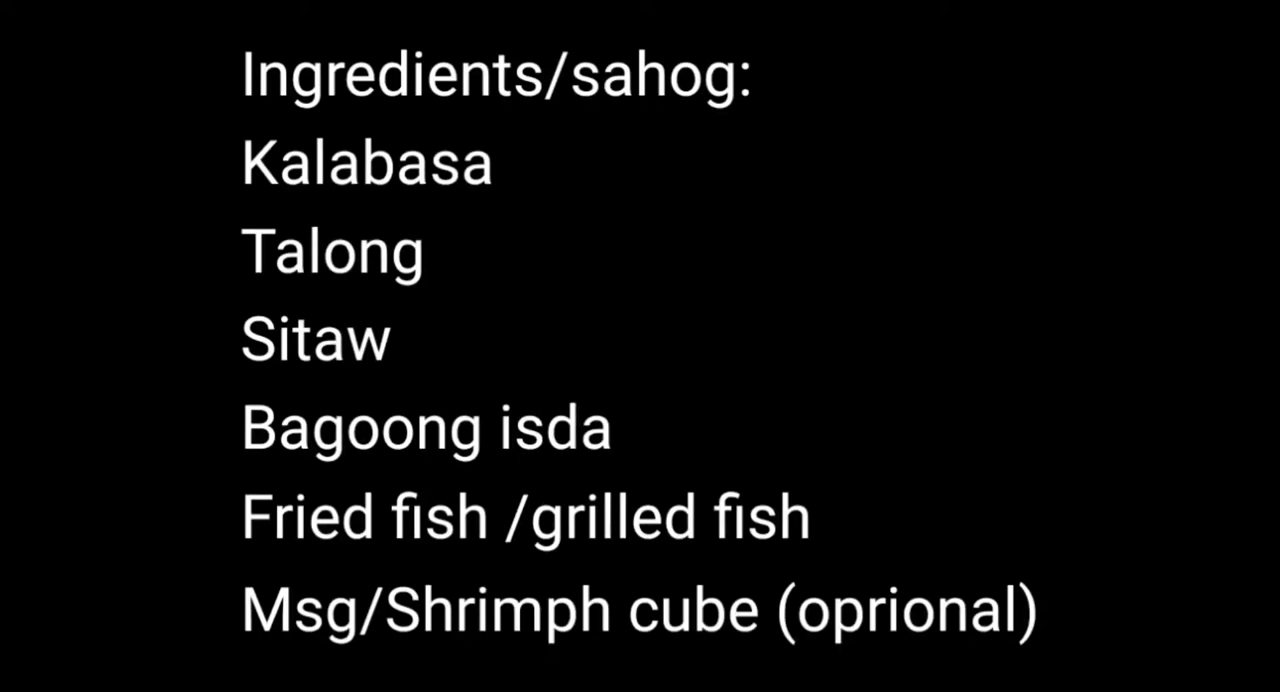 Ingredients/sahog:
Kalabasa
Talong
Sitaw
Bagoong isda
Fried fish /grilled fish
Msg/Shrimph cube (oprional)